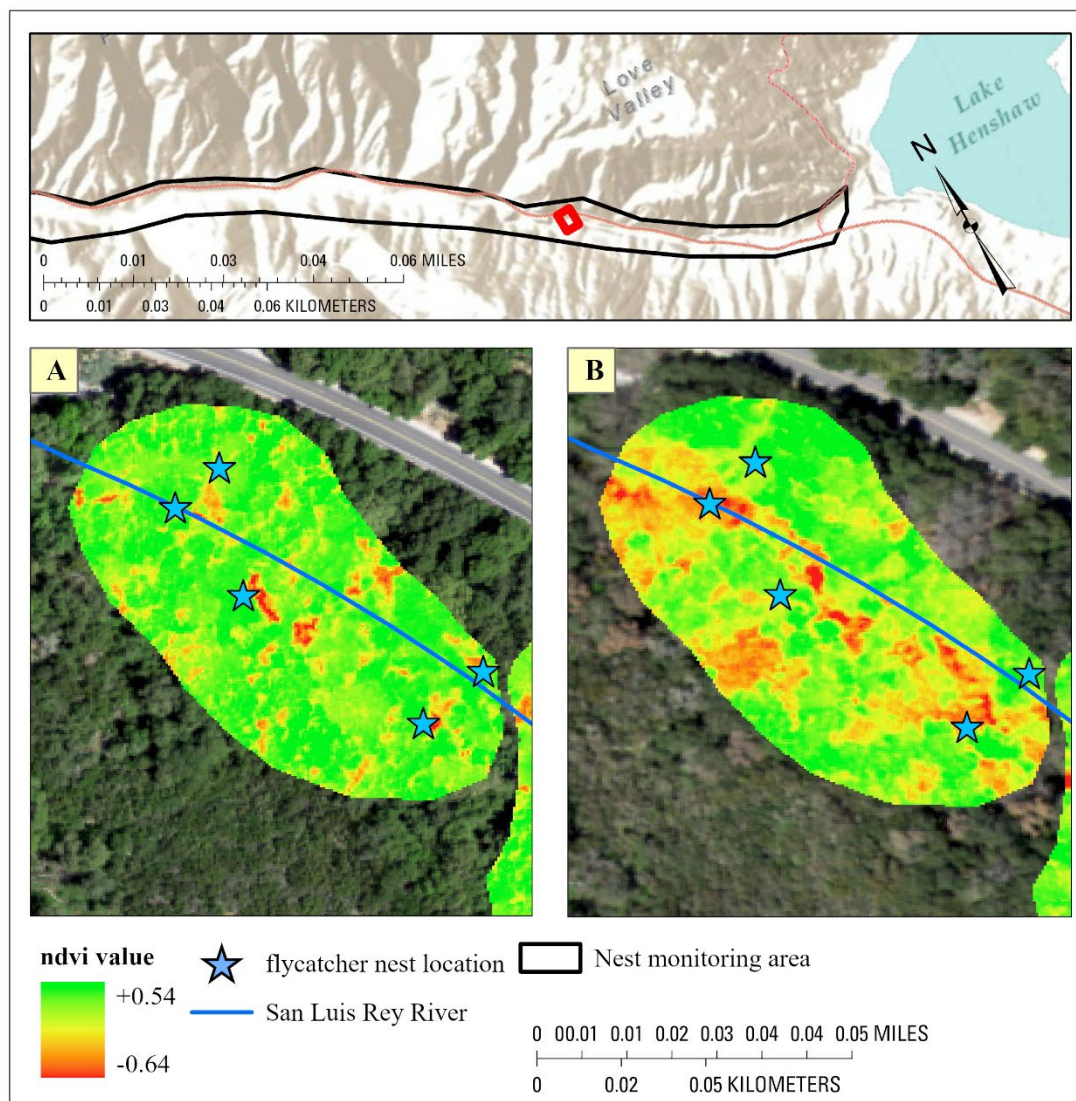 Love
Valley
Lake
Henshaw
N
0 0.01 0.03 0.04 0.06 MILES
0 0.01 0.03 0.04 0.06 KILOMETERS
A
B
ndvi value
+0.54
-0.64
flycatcher nest location
San Luis Rey River
Nest monitoring area
0 00.01 0.01 0.02 0.03 0.04 0.04 0.05 MILES
0 0.02 0.05 KILOMETERS